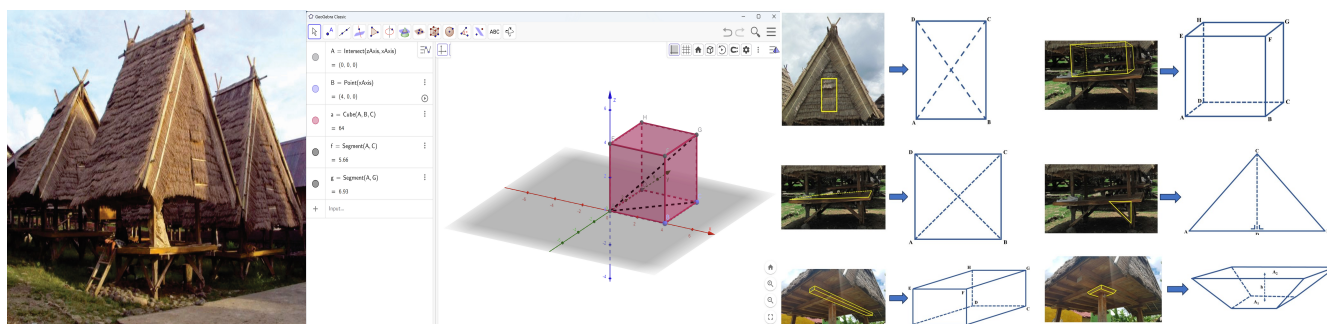 GeoGebra Classic
ABC
A = Intersect(zAxis, xAxis)
= (0, 0, 0)
B = Point(xAxis)
= (4, 0, 0)
a = Cube(A, B, C)
= 64
f = Segment(A, C)
= 5.66
g = Segment(A, G)
= 6.93
+ Input...
z
H
G
D C
A B
H G
E F
D C
A B
D C
A B
C
A
H G
E F
D
C
A₂
h
A₁